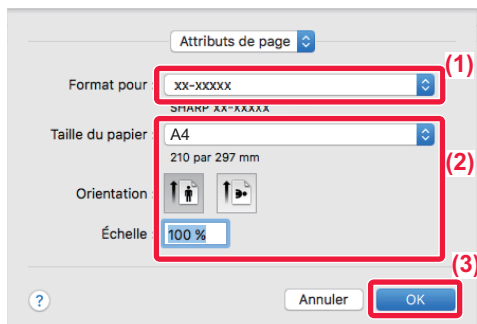 Attributs de page
(1)
Format pour : xx-xxxxx
SHARP xx-xxxxx
Taille du papier : A4
210 par 297 mm
(2)
Orientation :
Échelle : 100 %
(3)
? Annuler OK